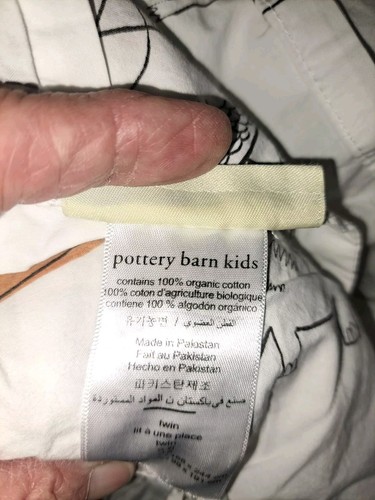 pottery barn kids
contains 100% organic cotton
100% coton d'agriculture biologique
contiene 100 % algodón orgánico
유기농면 / القطن العضوي
Made in Pakistan
Fait au Pakistan
Hecho en Pakistan
파키스탄제조
صنع في باكستان ن المواد المستوردة
twin
lit à une place
twin